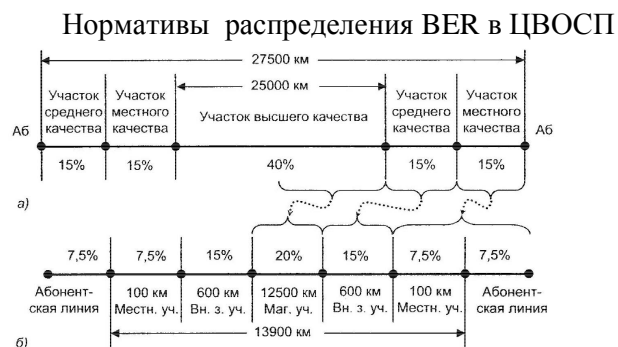 Нормативы распределения BER в ЦВОСП
27500 км
25000 км
Участок среднего качества
Участок местного качества
Участок высшего качества
Участок среднего качества
Участок местного качества
Аб
Аб
15%
15%
40%
15%
15%
а)
7,5%
7,5%
15%
20%
15%
7,5%
7,5%
Абонент-
ская линия
100 км
Местн. уч.
600 км
Вн. з. уч.
12500 км
Маг. уч.
600 км
Вн. з. уч.
100 км
Местн. уч.
Абонент-
ская линия
13900 км
б)